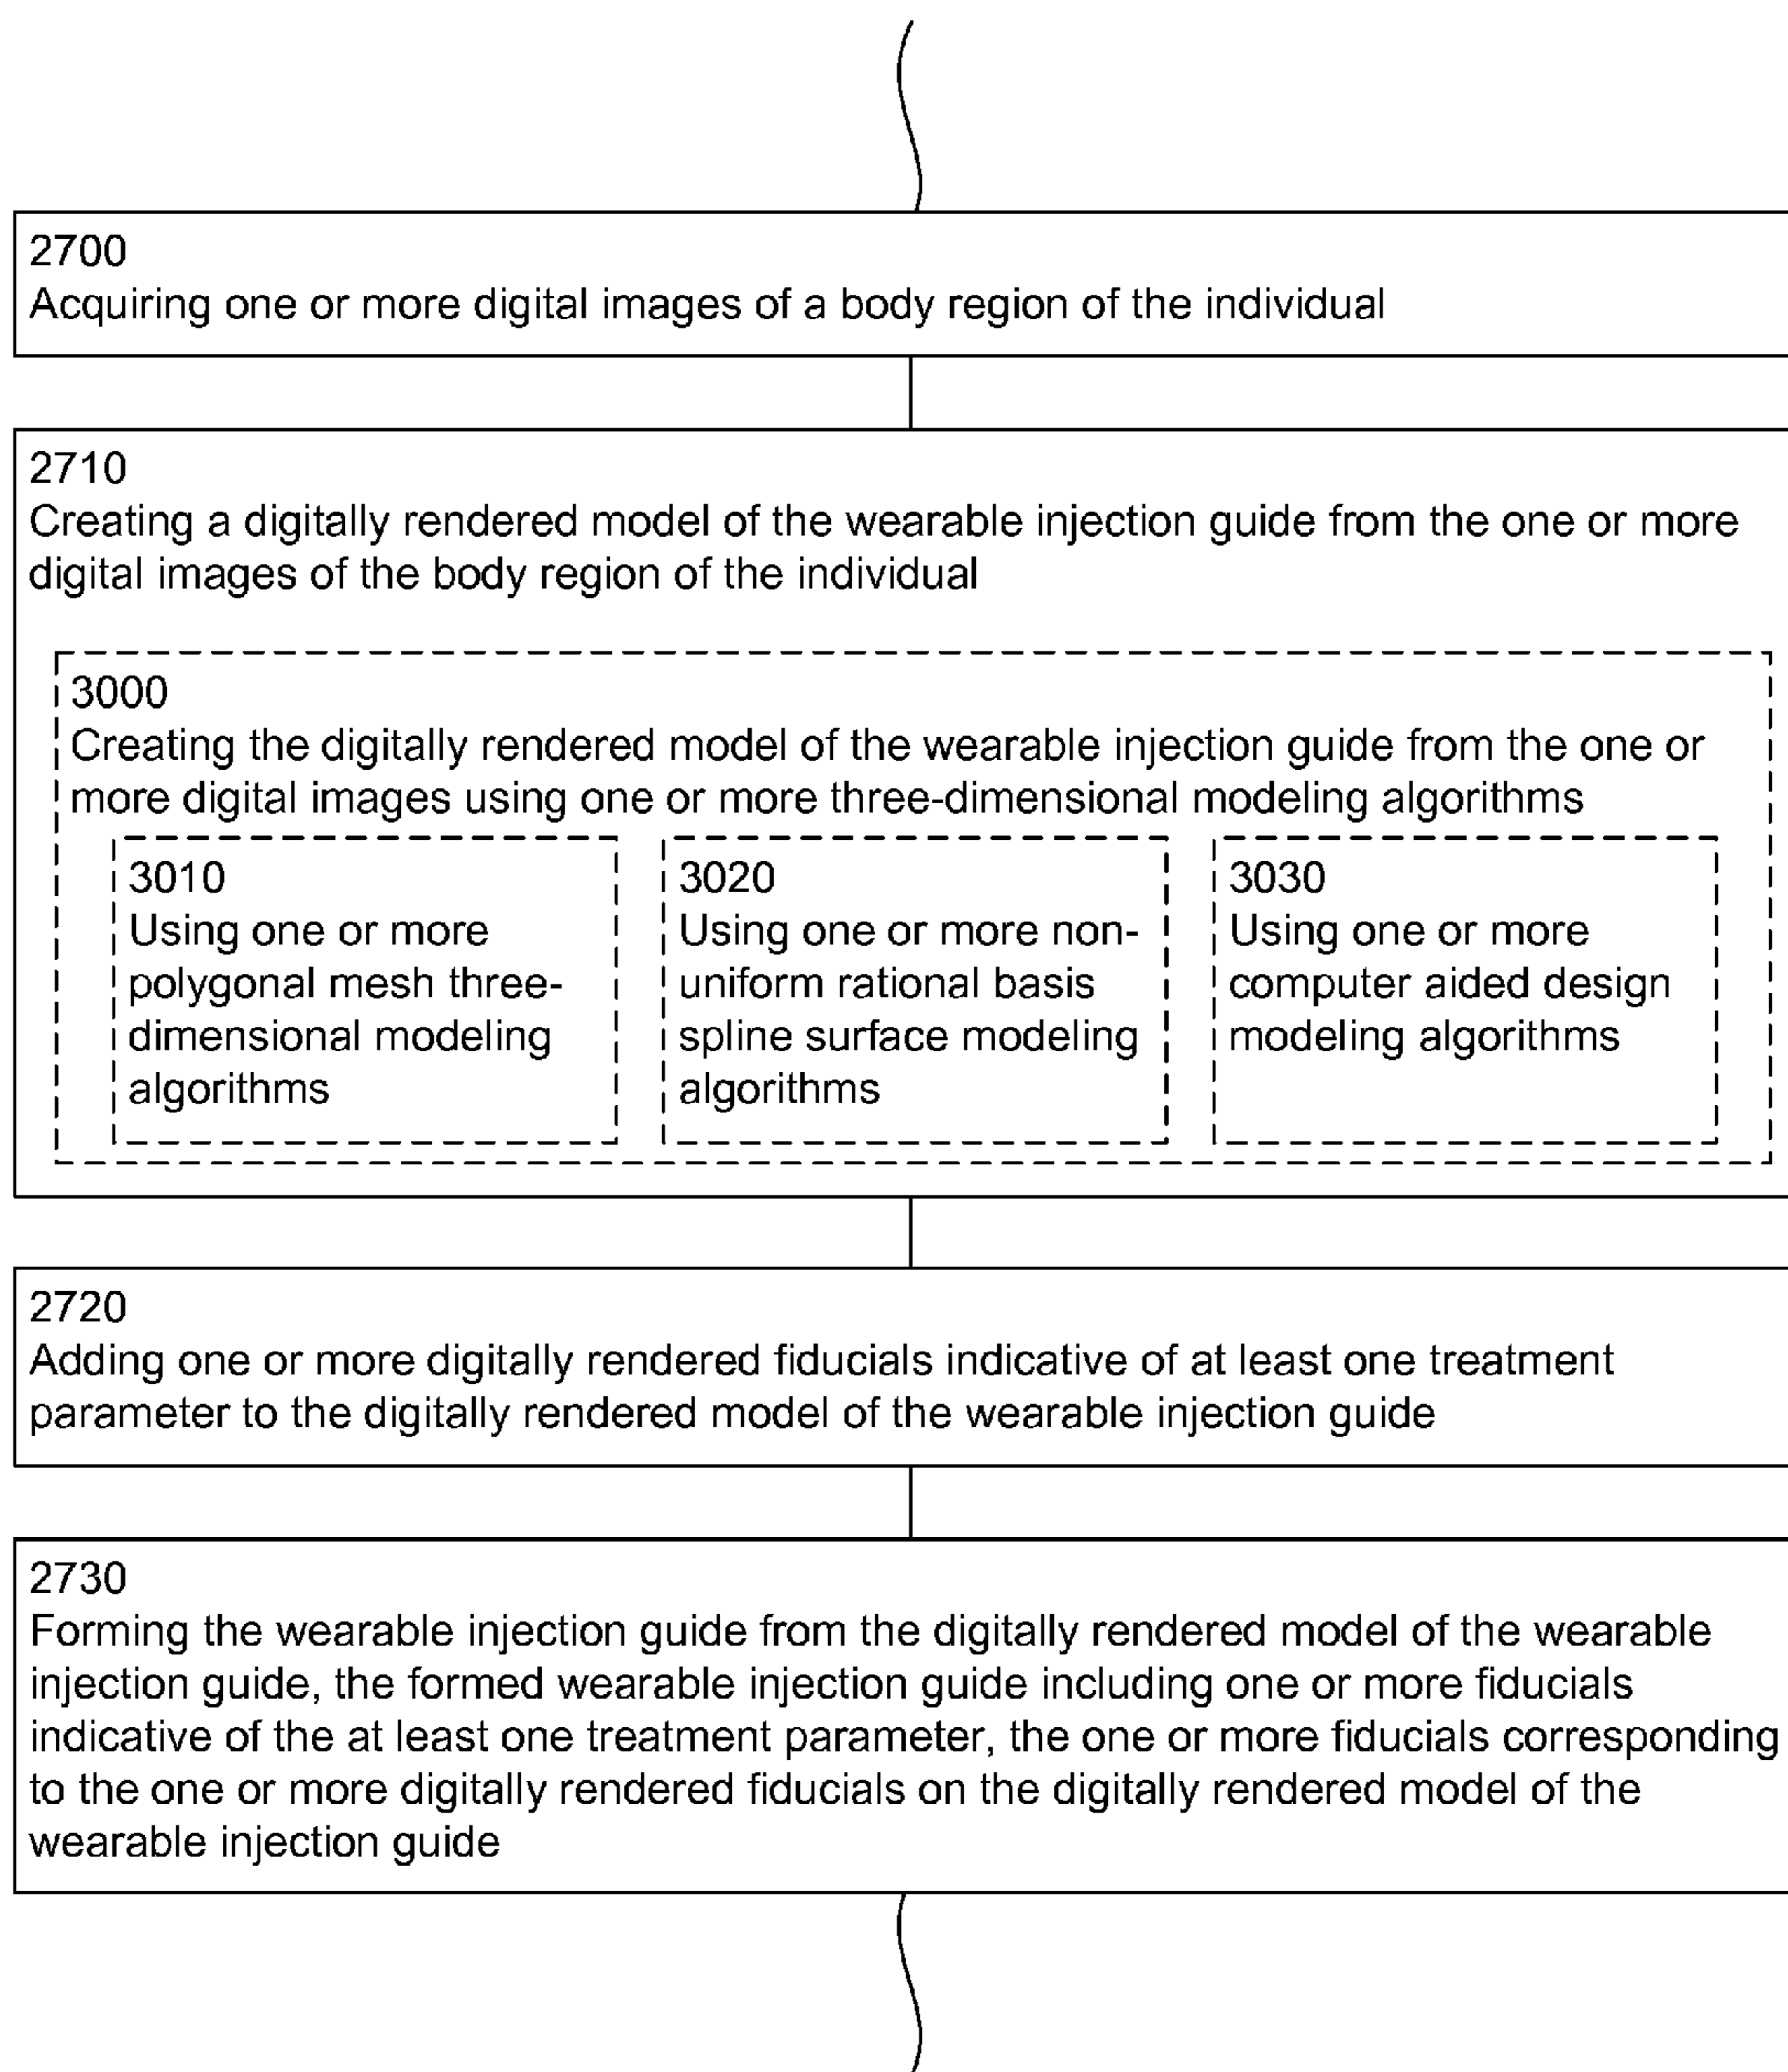 2700
Acquiring one or more digital images of a body region of the individual
2710
Creating a digitally rendered model of the wearable injection guide from the one or more
digital images of the body region of the individual
3000
Creating the digitally rendered model of the wearable injection guide from the one or
more digital images using one or more three-dimensional modeling algorithms
3010
Using one or more
polygonal mesh three-
dimensional modeling
algorithms
3020
Using one or more non-
uniform rational basis
spline surface modeling
algorithms
3030
Using one or more
computer aided design
modeling algorithms
2720
Adding one or more digitally rendered fiducials indicative of at least one treatment
parameter to the digitally rendered model of the wearable injection guide
2730
Forming the wearable injection guide from the digitally rendered model of the wearable
injection guide, the formed wearable injection guide including one or more fiducials
indicative of the at least one treatment parameter, the one or more fiducials corresponding
to the one or more digitally rendered fiducials on the digitally rendered model of the
wearable injection guide